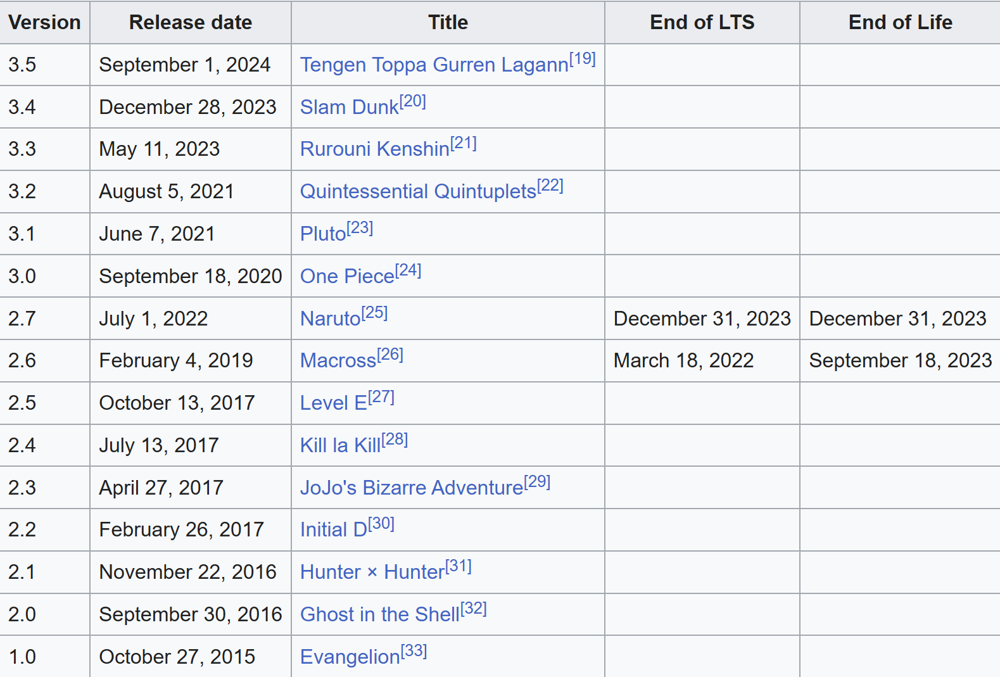 Version Release date Title End of LTS End of Life
3.5 September 1, 2024 Tengen Toppa Gurren Lagann[19]
3.4 December 28, 2023 Slam Dunk[20]
3.3 May 11, 2023 Rurouni Kenshin[21]
3.2 August 5, 2021 Quintessential Quintuplets[22]
3.1 June 7, 2021 Pluto[23]
3.0 September 18, 2020 One Piece[24]
2.7 July 1, 2022 Naruto[25] December 31, 2023 December 31, 2023
2.6 February 4, 2019 Macross[26] March 18, 2022 September 18, 2023
2.5 October 13, 2017 Level E[27]
2.4 July 13, 2017 Kill la Kill[28]
2.3 April 27, 2017 JoJo's Bizarre Adventure[29]
2.2 February 26, 2017 Initial D[30]
2.1 November 22, 2016 Hunter × Hunter[31]
2.0 September 30, 2016 Ghost in the Shell[32]
1.0 October 27, 2015 Evangelion[33]